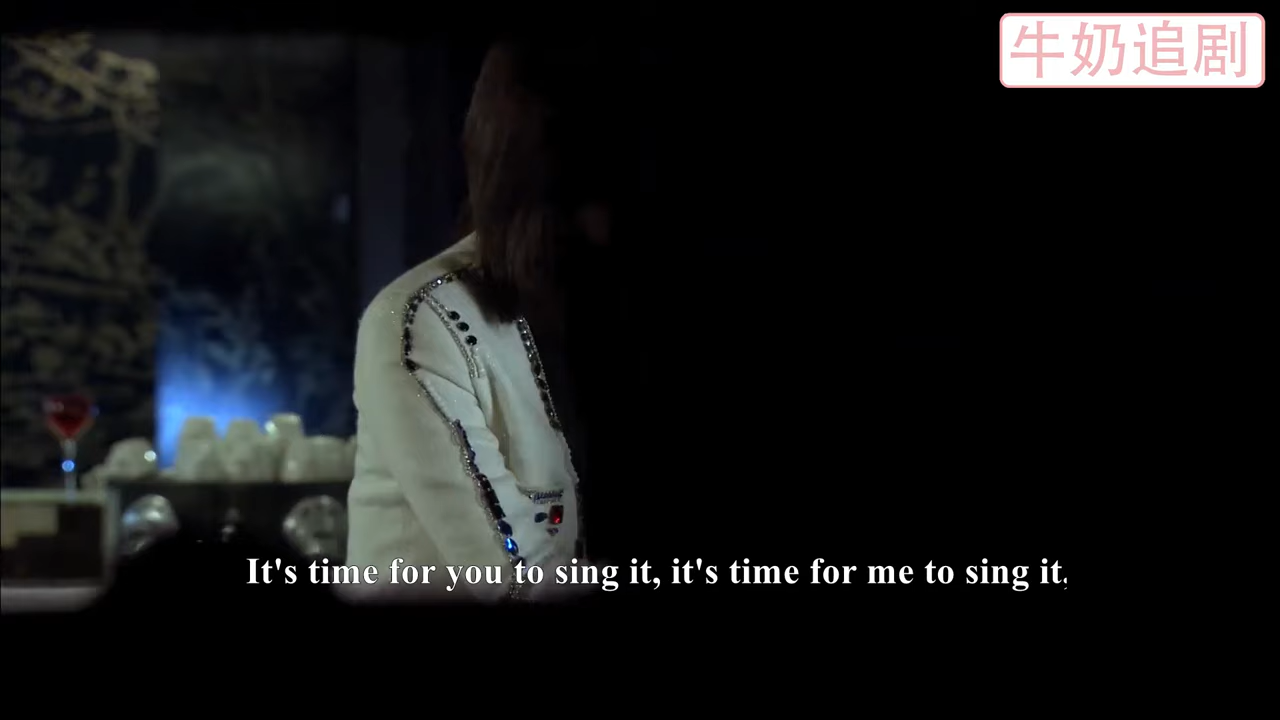 牛奶追剧
It's time for you to sing it, it's time for me to sing it.